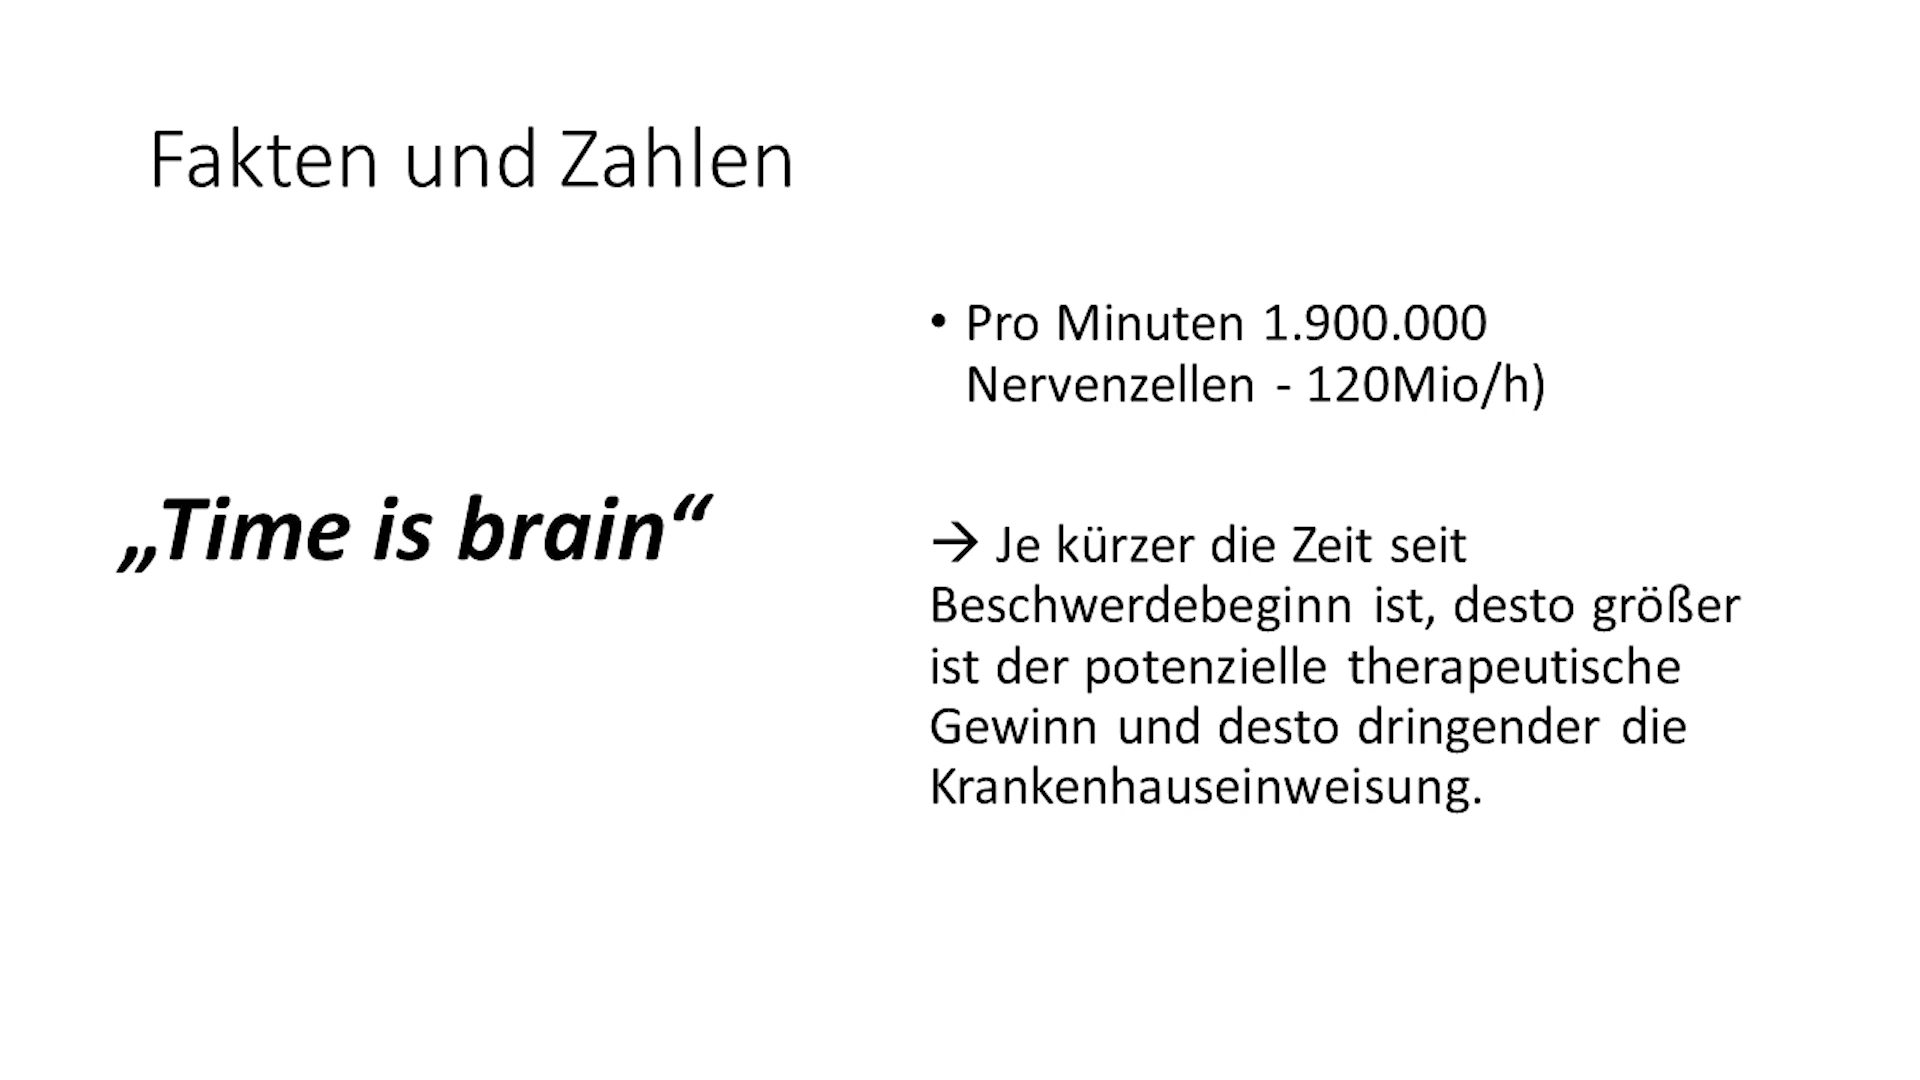 Fakten und Zahlen
„Time is brain“
• Pro Minuten 1.900.000
Nervenzellen - 120Mio/h)
→ Je kürzer die Zeit seit
Beschwerdebeginn ist, desto größer
ist der potenzielle therapeutische
Gewinn und desto dringender die
Krankenhauseinweisung.